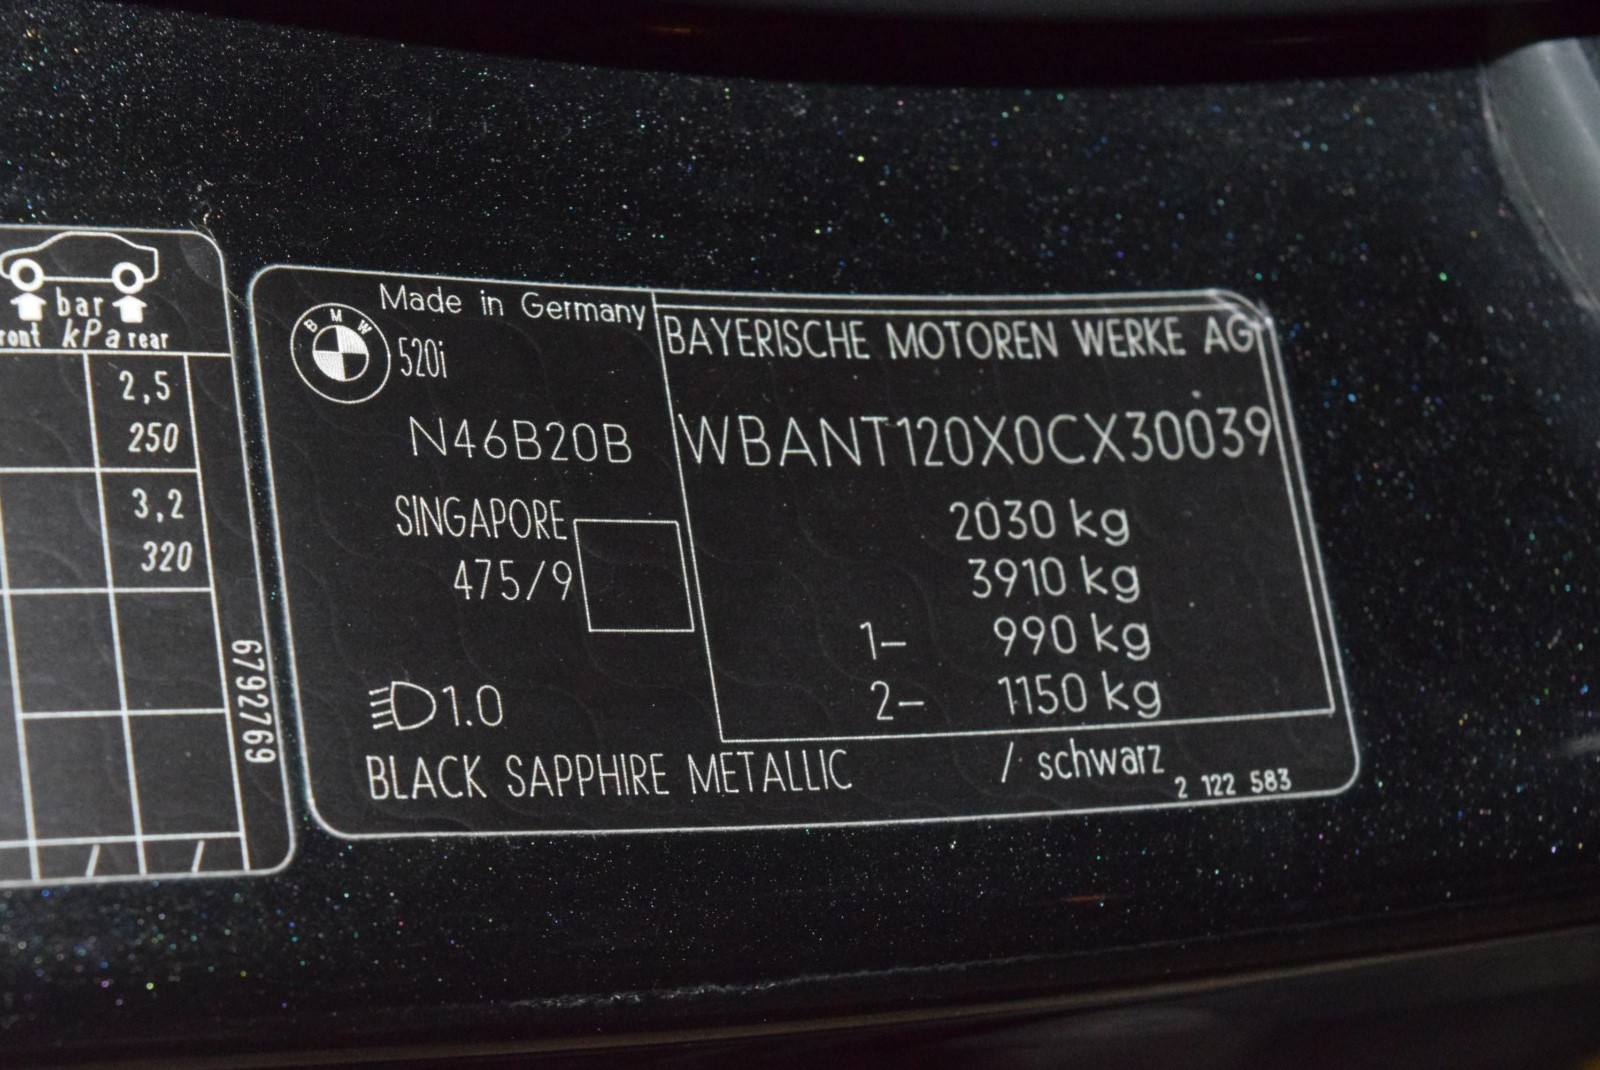 bar
kPa rear
2,5
250
3,2
320
6792769
BMW
Made in Germany
520i
N46B20B
SINGAPORE
475/9
1.0
BLACK SAPPHIRE METALLIC / schwarz
2 122 583
BAYERISCHE MOTOREN WERKE AG
WBANT120X0CX30039
2030 kg
3910 kg
1- 990 kg
2- 1150 kg